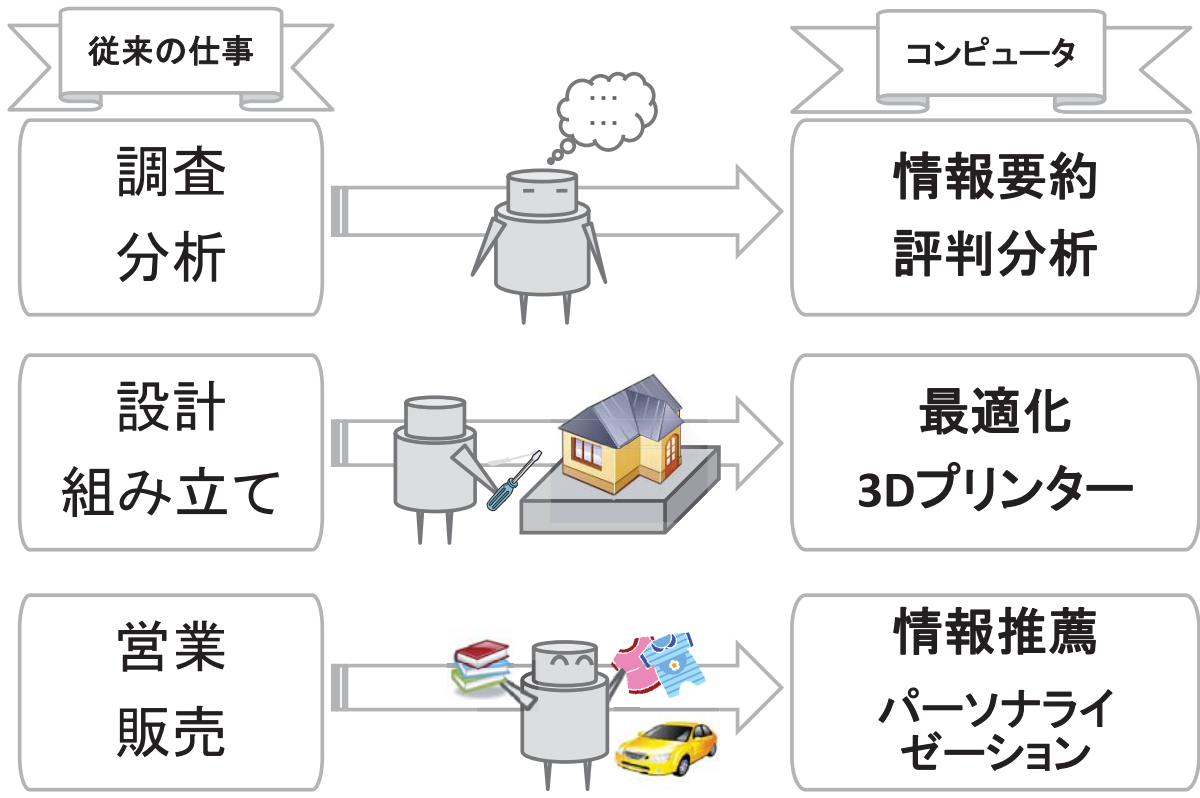 従来の仕事
コンピュータ
調査
分析
...
...
情報要約
評判分析
設計
組み立て
最適化
3Dプリンター
営業
販売
情報推薦
パーソナライ
ゼーション